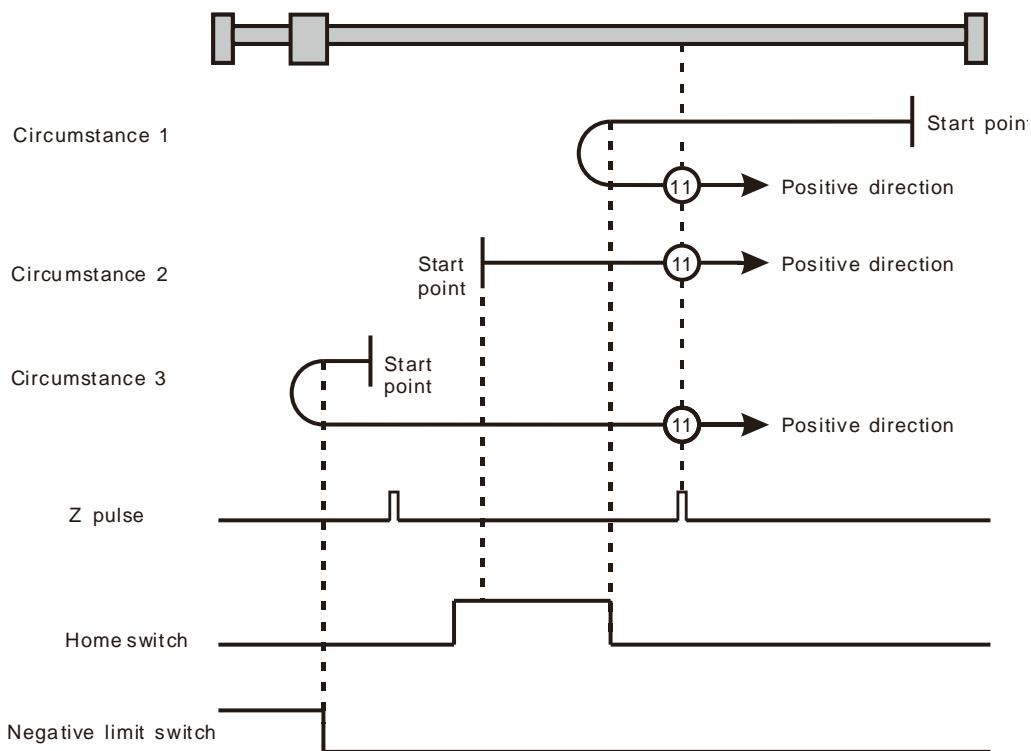 Circumstance 1
Start point
11
Positive direction
Circumstance 2
Start
point
11
Positive direction
Circumstance 3
Start
point
11
Positive direction
Z pulse
Home switch
Negative limit switch